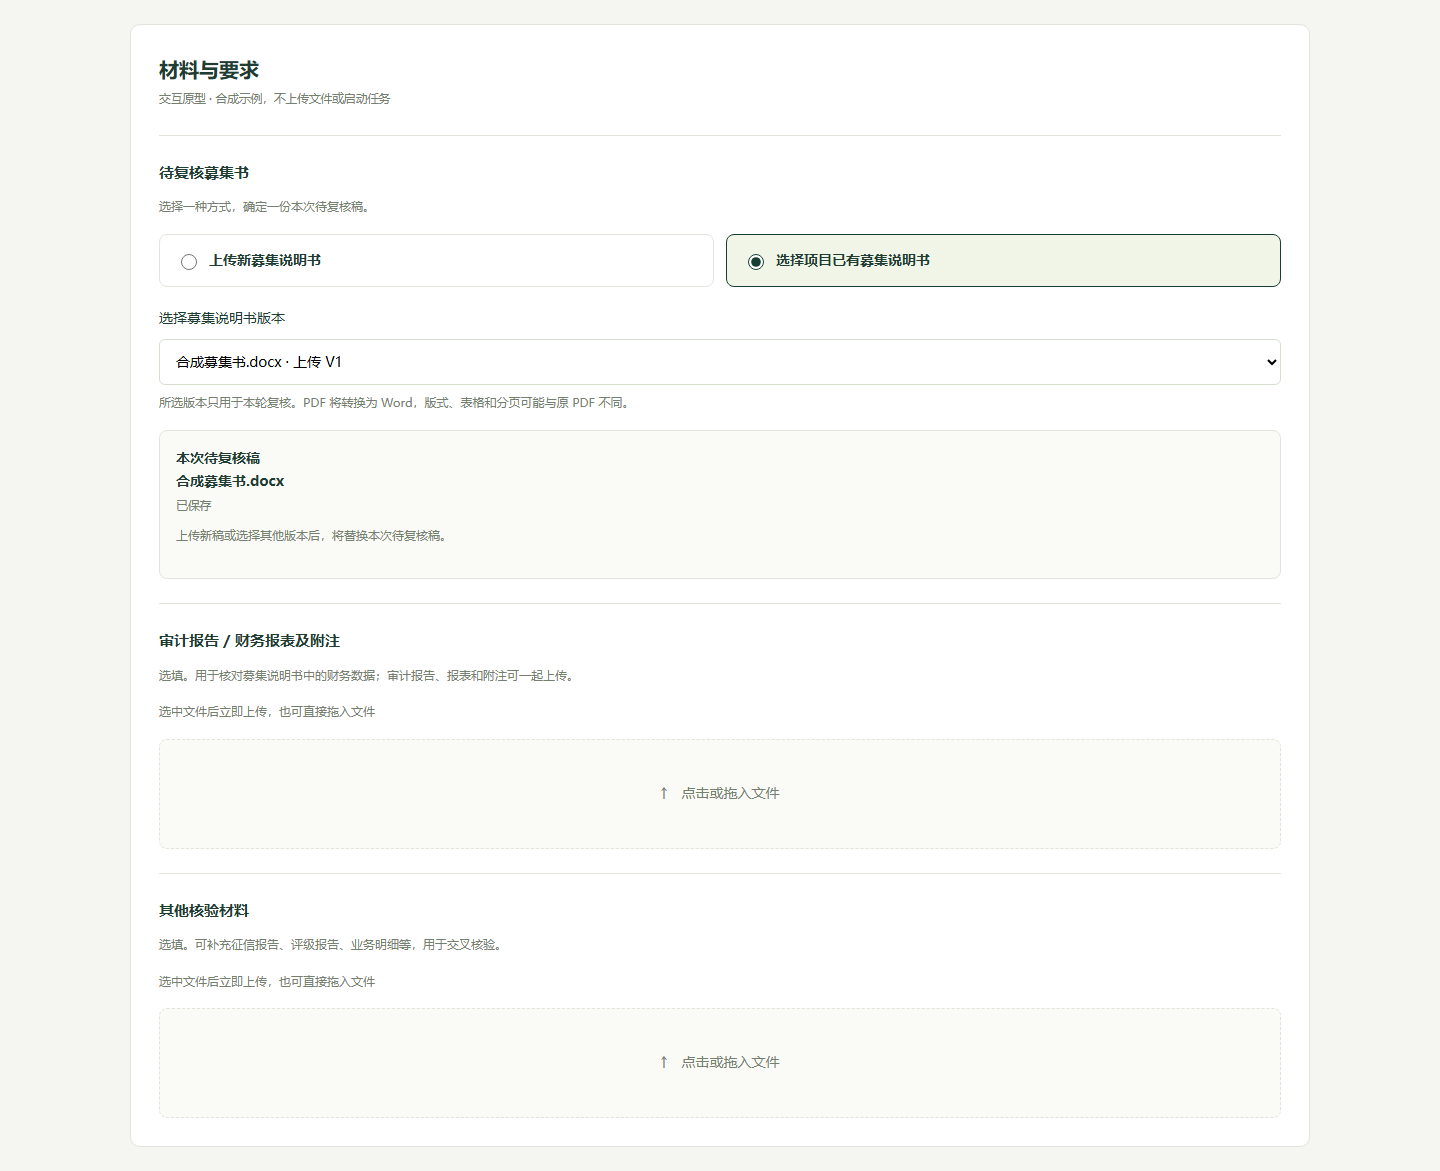 材料与要求
交互原型 · 合成示例，不上传文件或启动任务
待复核募集书
选择一种方式，确定一份本次待复核稿。
上传新募集说明书
选择项目已有募集说明书
选择募集说明书版本
合成募集书.docx · 上传 V1
所选版本只用于本轮复核。PDF 将转换为 Word，版式、表格和分页可能与原 PDF 不同。
本次待复核稿
合成募集书.docx
已保存
上传新稿或选择其他版本后，将替换本次待复核稿。
审计报告 / 财务报表及附注
选填。用于核对募集说明书中的财务数据；审计报告、报表和附注可一起上传。
选中文件后立即上传，也可直接拖入文件
↑ 点击或拖入文件
其他核验材料
选填。可补充征信报告、评级报告、业务明细等，用于交叉核验。
选中文件后立即上传，也可直接拖入文件
↑ 点击或拖入文件